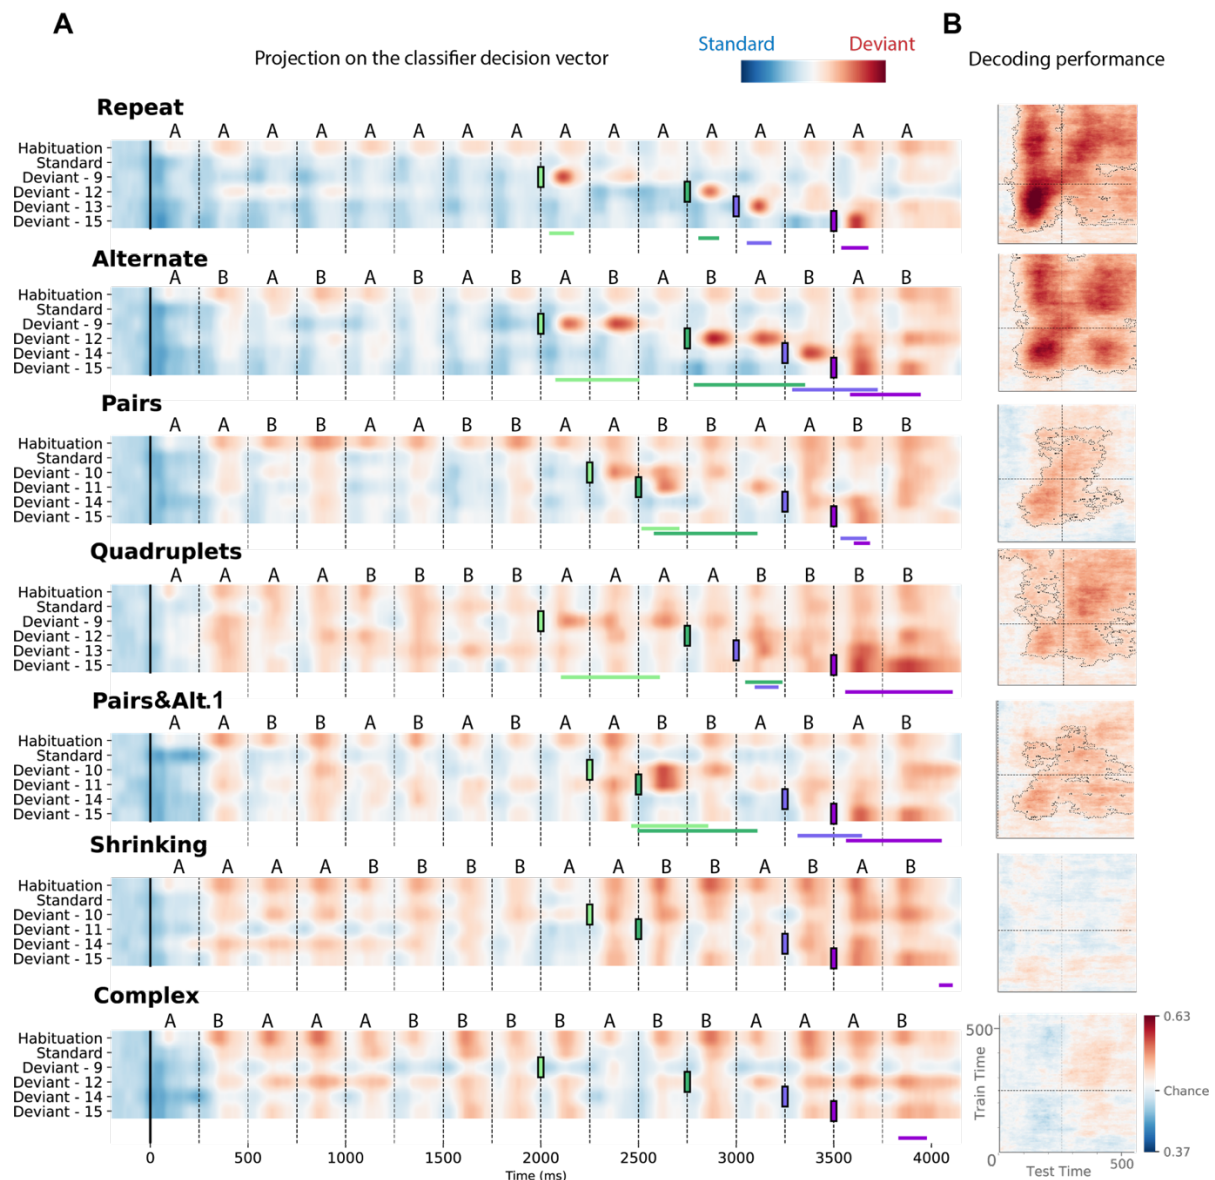 A
B
Projection on the classifier decision vector
Standard
Deviant
Decoding performance
Repeat
A A A A A A A A A A A A A A A A
Habituation
Standard
Deviant - 9
Deviant - 12
Deviant - 13
Deviant - 15
Alternate
A B A B A B A B A B A B A B A B
Habituation
Standard
Deviant - 9
Deviant - 12
Deviant - 14
Deviant - 15
Pairs
A A B B A A B B A A B B A A B B
Habituation
Standard
Deviant - 10
Deviant - 11
Deviant - 14
Deviant - 15
Quadruplets
A A A A B B B B A A A A B B B B
Habituation
Standard
Deviant - 9
Deviant - 12
Deviant - 13
Deviant - 15
Pairs&Alt.1
A A B B A B A B A A B B A B A B
Habituation
Standard
Deviant - 10
Deviant - 11
Deviant - 14
Deviant - 15
Shrinking
A A A A B B B B A A B B A B A B
Habituation
Standard
Deviant - 10
Deviant - 11
Deviant - 14
Deviant - 15
Complex
A B A A A B B B B A B B A A A B
Habituation
Standard
Deviant - 9
Deviant - 12
Deviant - 14
Deviant - 15
0 500 1000 1500 2000 2500 3000 3500 4000
Time (ms)
500
Train Time
0
500
Test Time
0.63
Chance
0.37